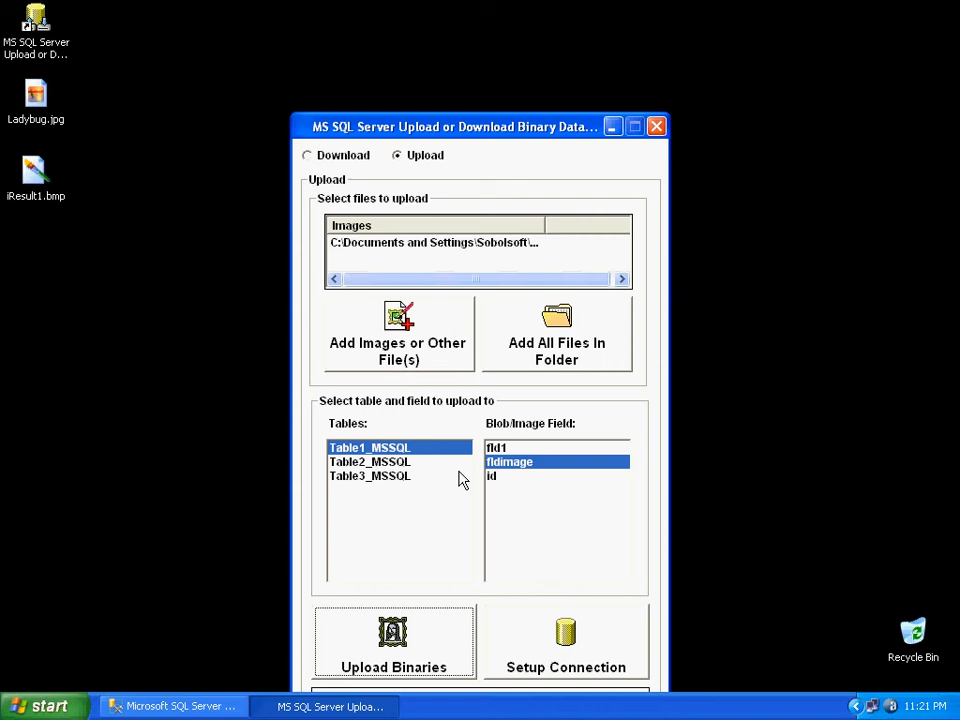 MS SQL Server
Upload or D...
Ladybug.jpg
iResult1.bmp
MS SQL Server Upload or Download Binary Data...
Download
Upload
Upload
Select files to upload
Images
C:\Documents and Settings\Sobolsoft\...
Add Images or Other
File(s)
Add All Files In
Folder
Select table and field to upload to
Tables:
Blob/Image Field:
Table1_MSSQL
Table2_MSSQL
Table3_MSSQL
fld1
fldimage
id
Upload Binaries
Setup Connection
Recycle Bin
start
Microsoft SQL Server ...
MS SQL Server Uploa...
11:21 PM